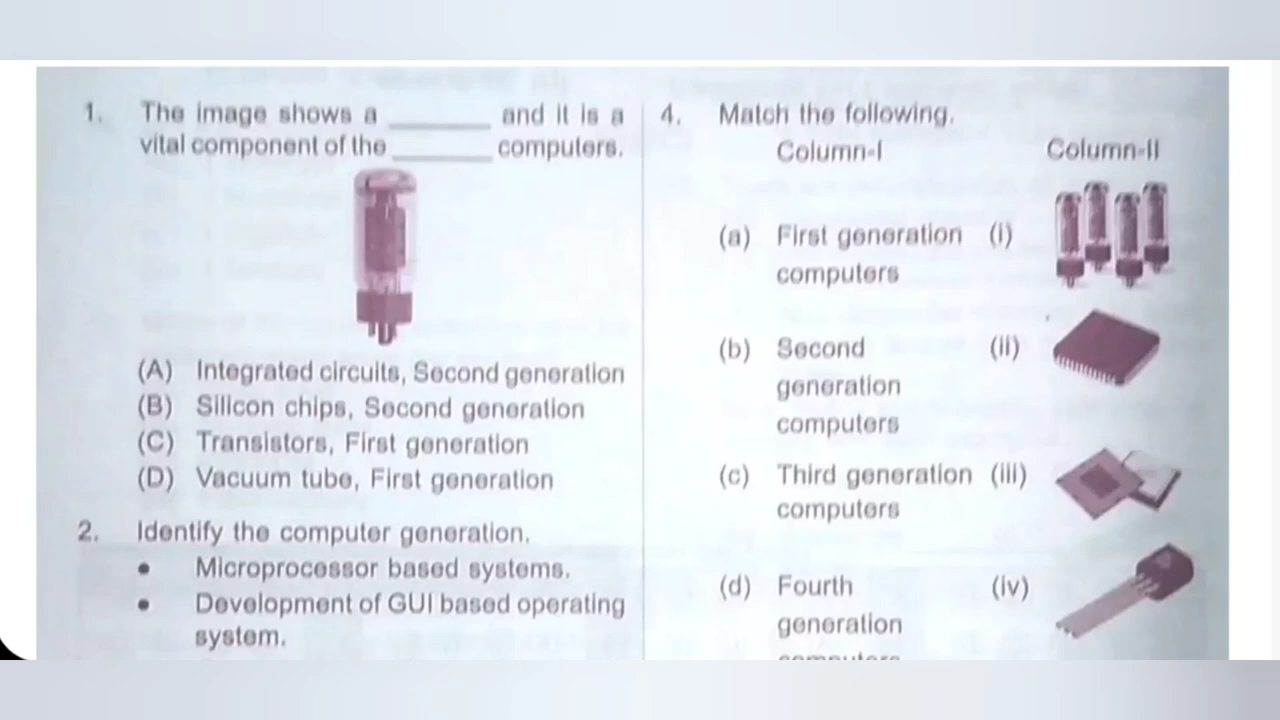 1. The image shows a ________ and it is a
vital component of the ________ computers.
(A) Integrated circuits, Second generation
(B) Silicon chips, Second generation
(C) Transistors, First generation
(D) Vacuum tube, First generation
2. Identify the computer generation.
• Microprocessor based systems.
• Development of GUI based operating
system.
4. Match the following.
Column-I Column-II
(a) First generation (i)
computers
(b) Second (ii)
generation
computers
(c) Third generation (iii)
computers
(d) Fourth (iv)
generation
computers